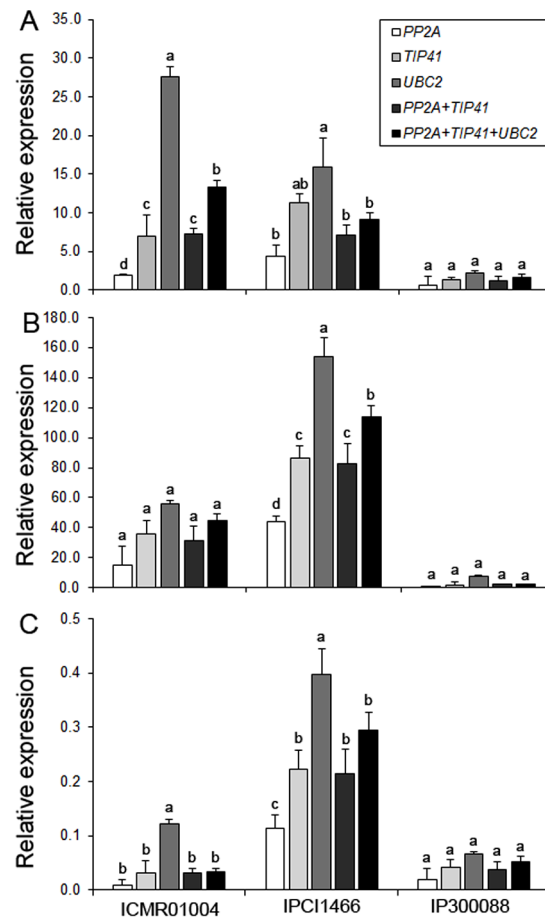 A
Relative expression
35.0
30.0
25.0
20.0
15.0
10.0
5.0
0.0
PP2A
TIP41
UBC2
PP2A+TIP41
PP2A+TIP41+UBC2
d c a c b
b ab a b b
a a a a a
B
Relative expression
180.0
160.0
140.0
120.0
100.0
80.0
60.0
40.0
20.0
0.0
a a a a a
d c a c b
a a a a a
C
Relative expression
0.5
0.4
0.3
0.2
0.1
0.0
b b a b b
c b a b b
a a a a a
ICMR01004 IPCI1466 IP300088